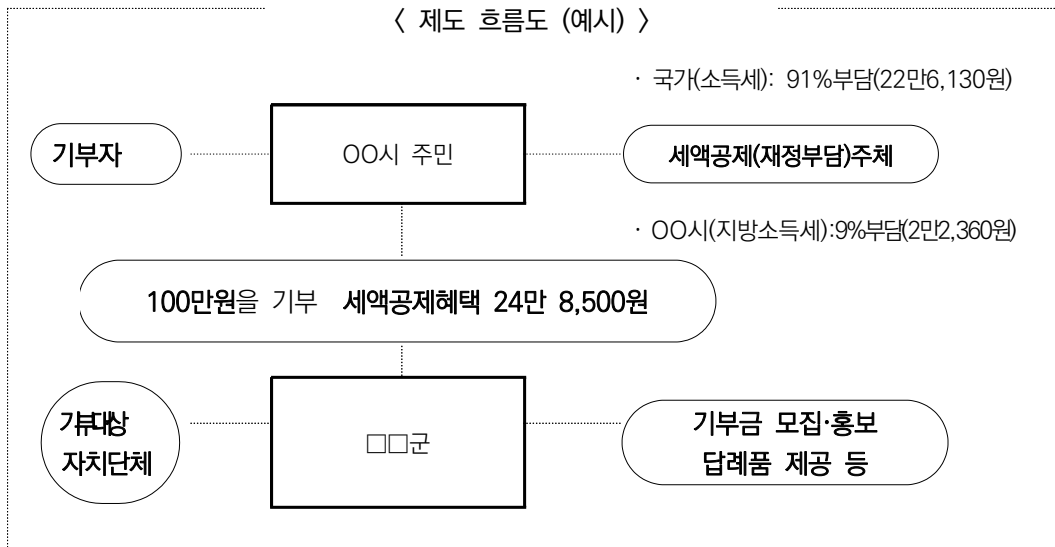 〈 제도 흐름도 (예시) 〉
· 국가(소득세): 91%부담(22만6,130원)
기부자
OO시 주민
세액공제(재정부담)주체
· OO시(지방소득세):9%부담(2만2,360원)
100만원을 기부 세액공제혜택 24만 8,500원
기부대상
자치단체
□□군
기부금 모집·홍보
답례품 제공 등